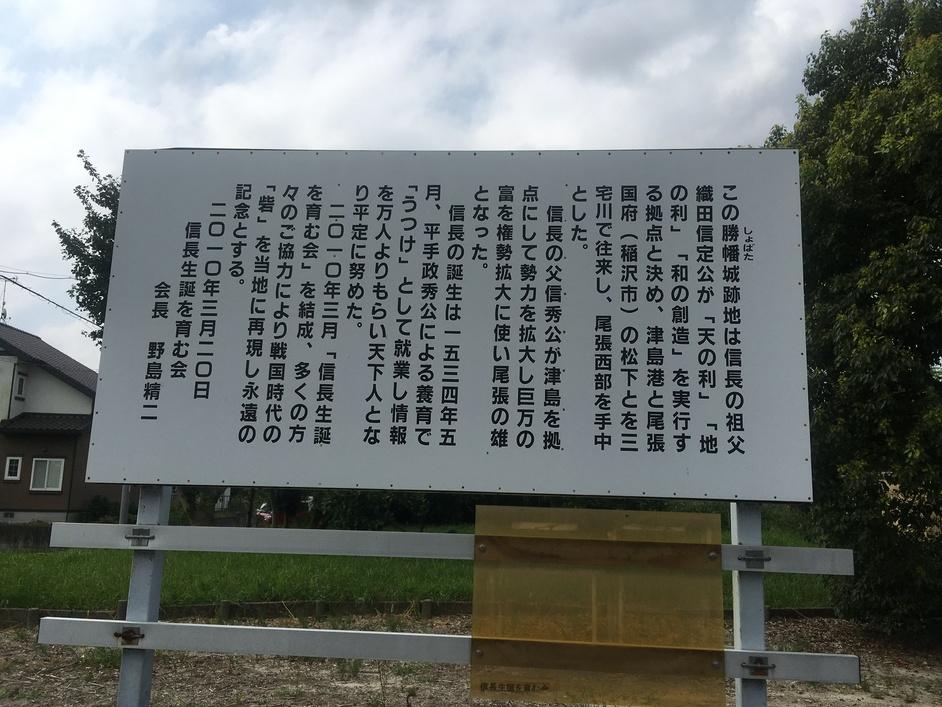 この勝幡城跡地は信長の祖父
しょばた
織田信定公が「天の利」「地
の利」「和の創造」を実行す
る拠点と決め、津島港と尾張
国府（稲沢市）の松下とを三
宅川で往来し、尾張西部を手中
とした。
信長の父信秀公が津島を拠
点にして勢力を拡大し巨万の
富を権勢拡大に使い尾張の雄
となった。
信長の誕生は一五三四年五
月、平手政秀公による養育で
「うつけ」として就業し情報
を万人よりもらい天下人とな
り平定に努めた。
二〇一〇年三月「信長生誕
を育む会」を結成、多くの方
々のご協力により戦国時代の
「砦」を当地に再現し永遠の
記念とする。
二〇一〇年三月二〇日
信長生誕を育む会
会長 野島精二
信長生誕を育む会